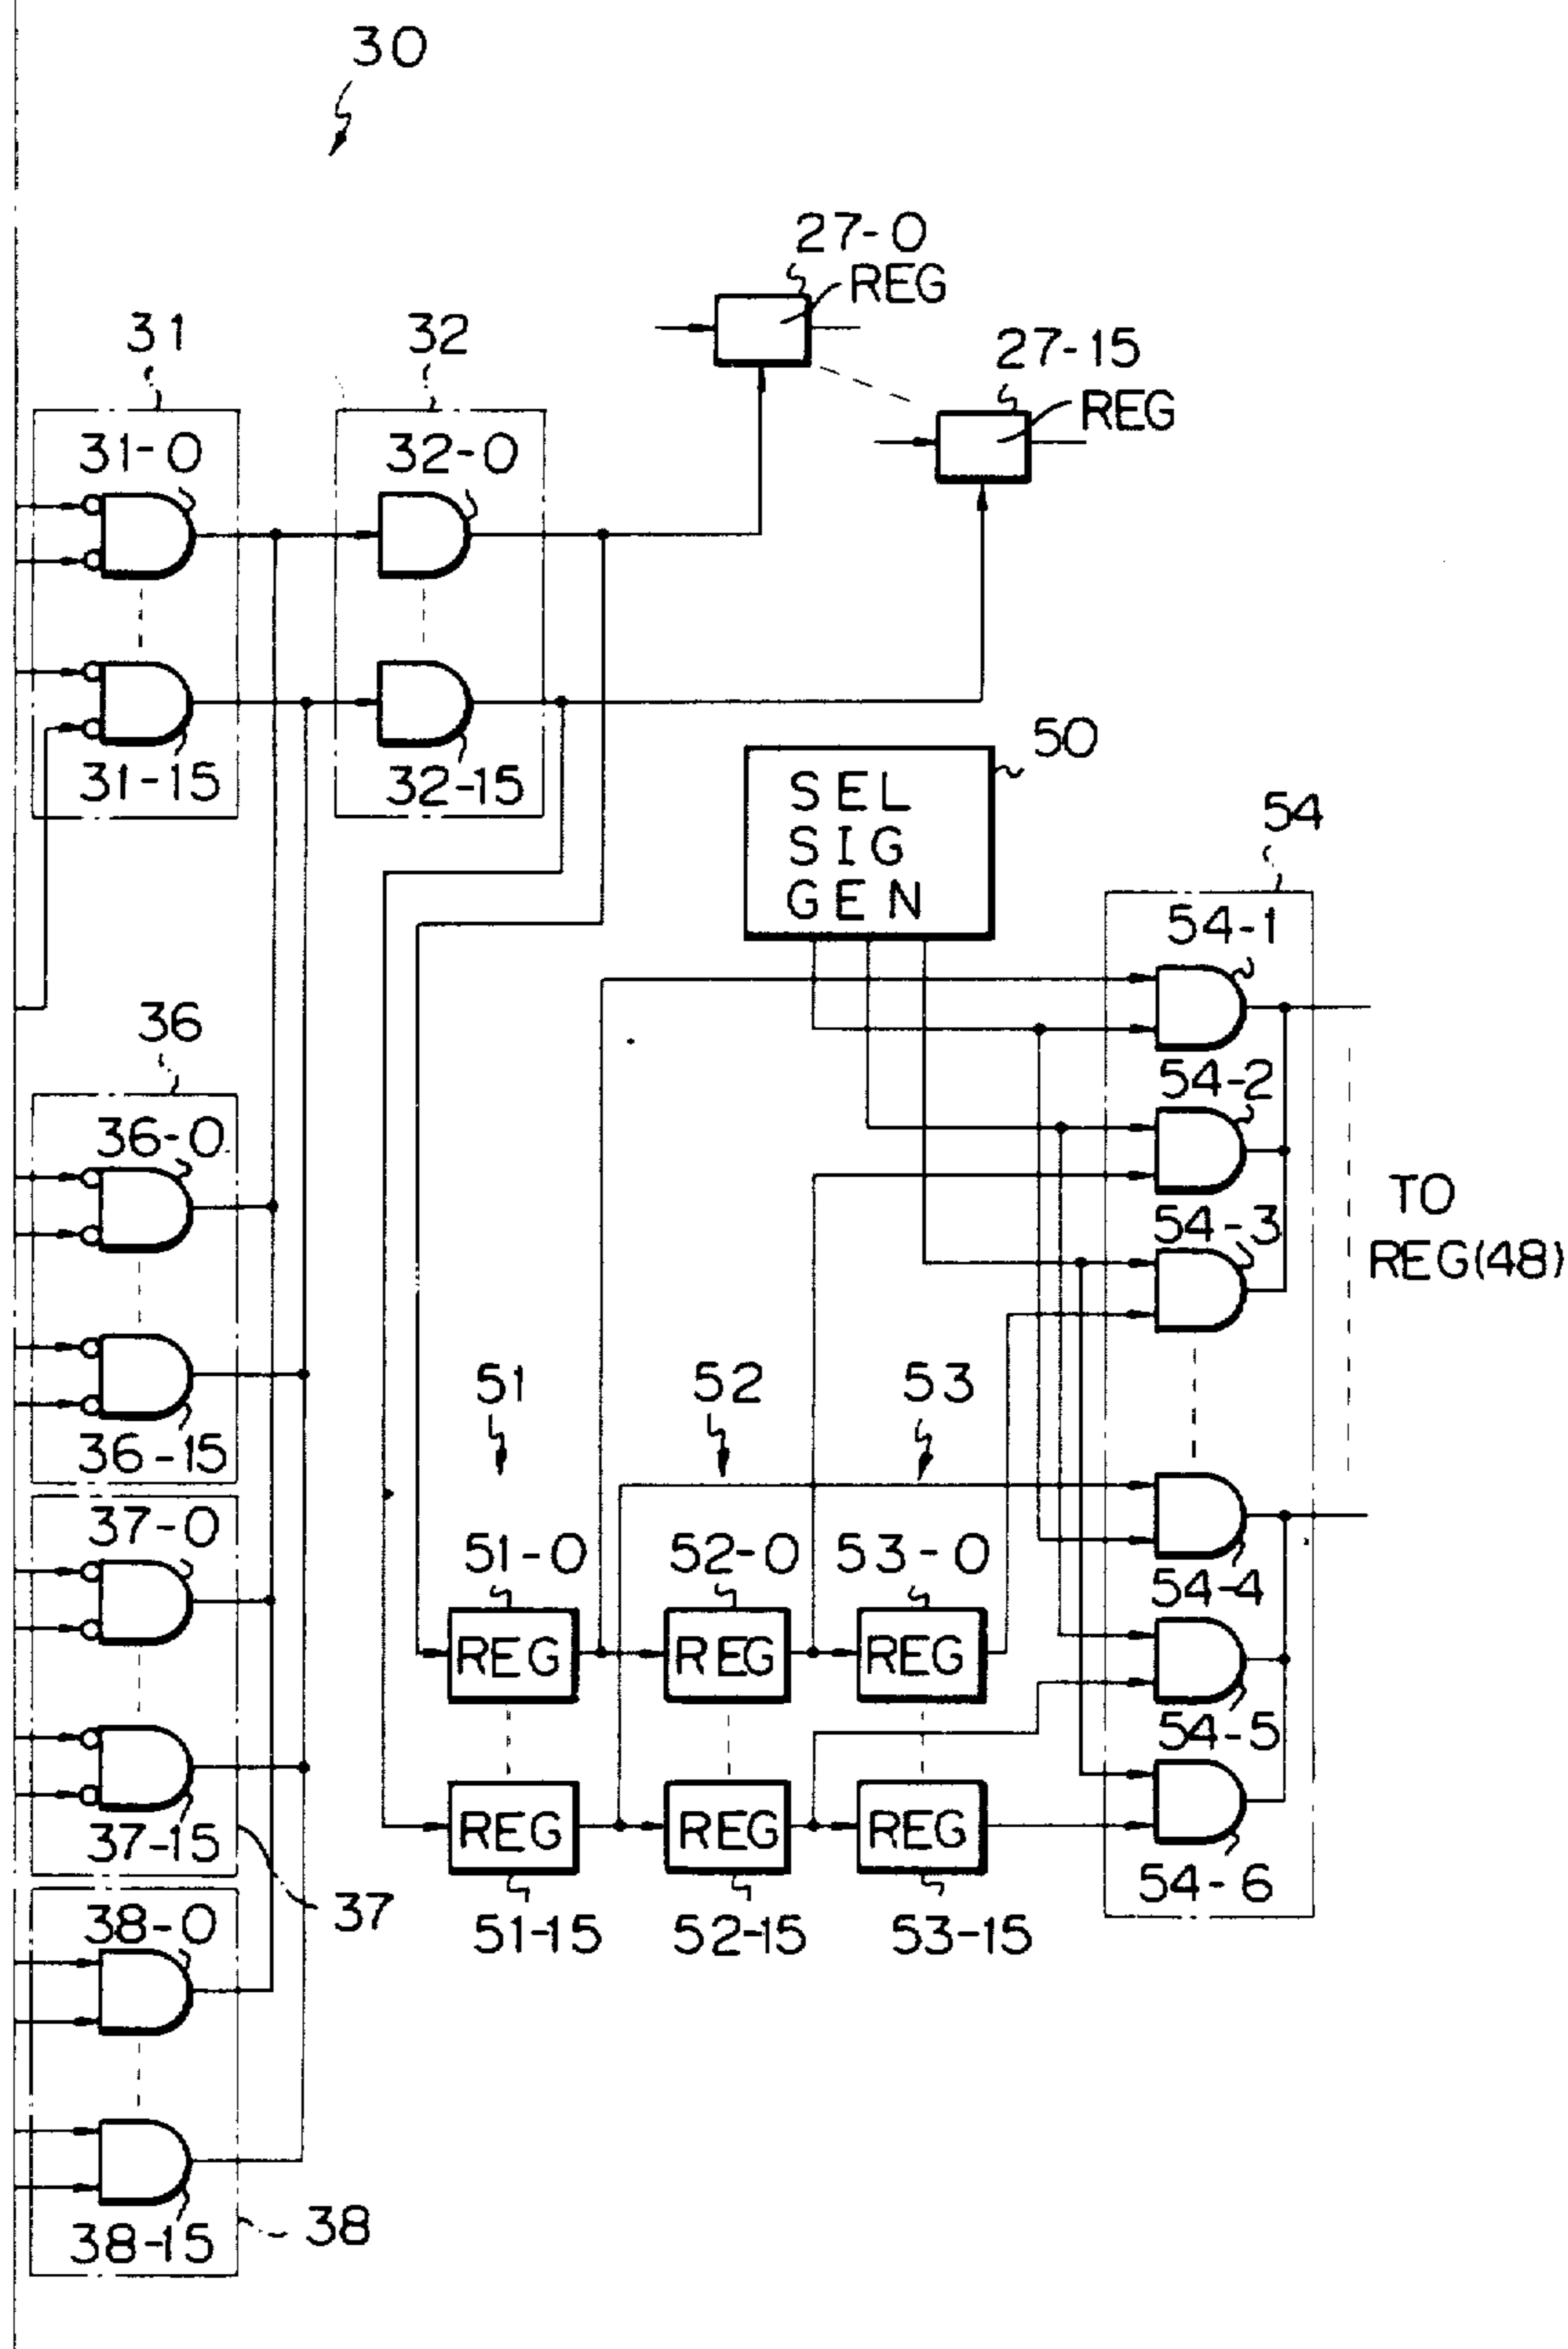 30
27-0
REG
27-15
REG
31
32
31-0
32-0
31-15
32-15
50
SEL
SIG
GEN
54
54-1
36
54-2
36-0
54-3
TO
REG(48)
51
52
53
36-15
37-0
51-0
52-0
53-0
54-4
REG
REG
REG
54-5
37-15
REG
REG
REG
54-6
37
38-0
51-15
52-15
53-15
38-15
38